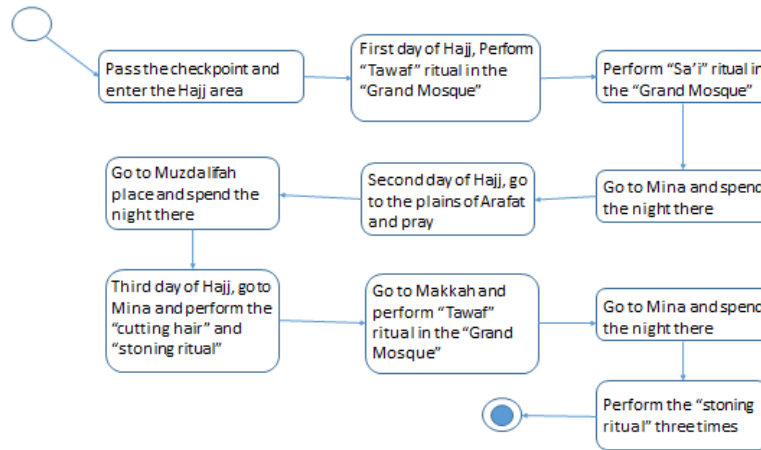 Pass the checkpoint and
enter the Hajj area
First day of Hajj, Perform
“Tawaf” ritual in the
“Grand Mosque”
Perform “Sa’i” ritual in
the “Grand Mosque”
Go to Mina and spend
the night there
Second day of Hajj, go
to the plains of Arafat
and pray
Go to Muzdalifah
place and spend the
night there
Third day of Hajj, go to
Mina and perform the
“cutting hair” and
“stoning ritual”
Go to Makkah and
perform “Tawaf”
ritual in the “Grand
Mosque”
Go to Mina and spend
the night there
Perform the “stoning
ritual” three times